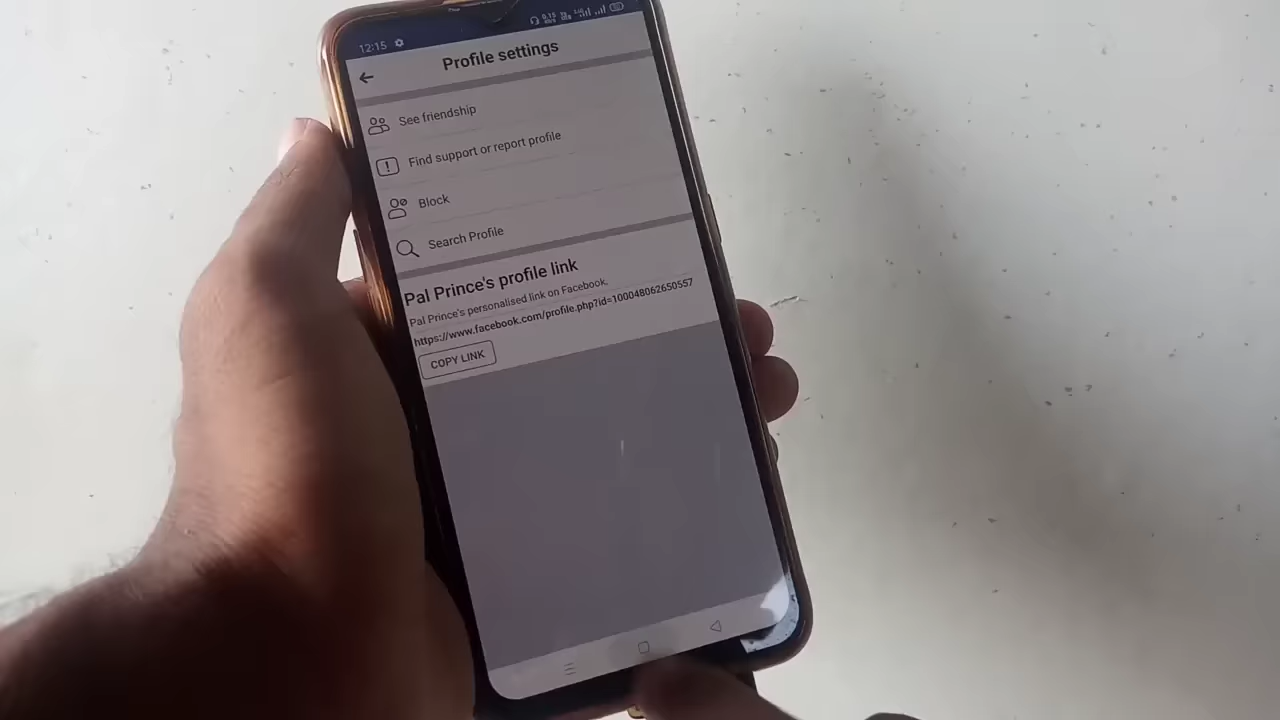 12:15
Profile settings
See friendship
Find support or report profile
Block
Search Profile
Pal Prince's profile link
Pal Prince's personalised link on Facebook,
https://www.facebook.com/profile.php?id=100048062650557
COPY LINK